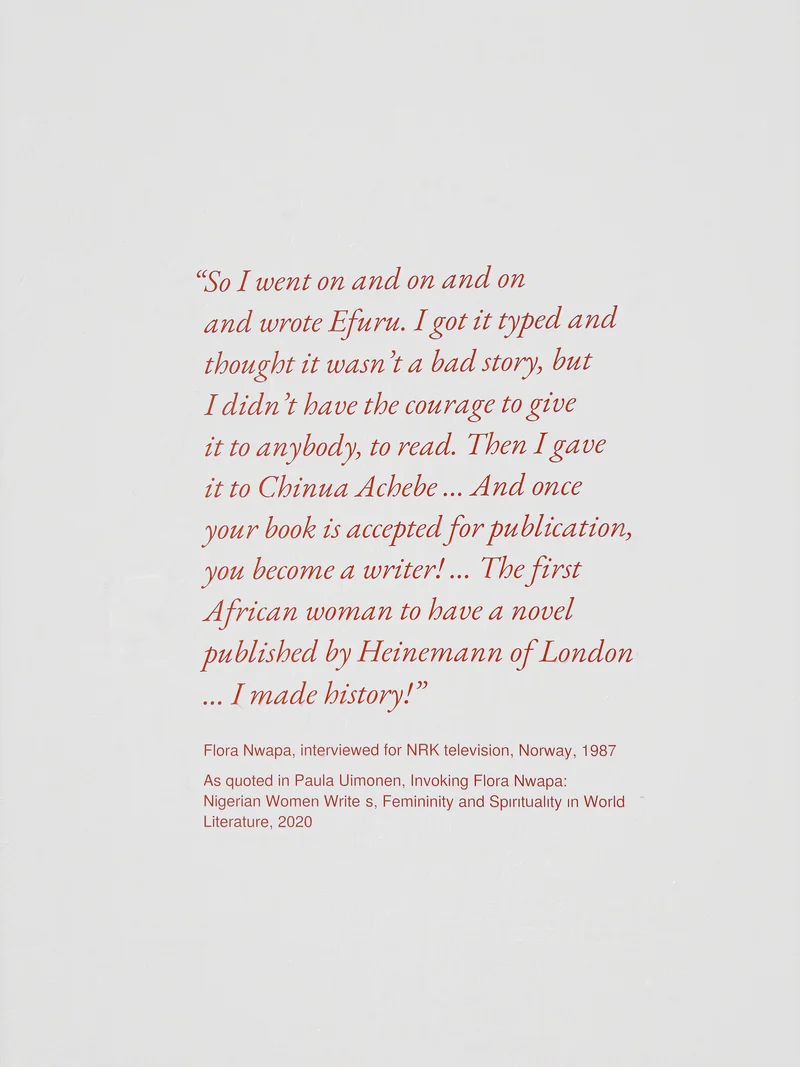 “So I went on and on and on
and wrote Efuru. I got it typed and
thought it wasn’t a bad story, but
I didn’t have the courage to give
it to anybody, to read. Then I gave
it to Chinua Achebe ... And once
your book is accepted for publication,
you become a writer! ... The first
African woman to have a novel
published by Heinemann of London
... I made history!”
Flora Nwapa, interviewed for NRK television, Norway, 1987
As quoted in Paula Uimonen, Invoking Flora Nwapa:
Nigerian Women Write s, Femininity and Spırıtualıty ın World
Literature, 2020